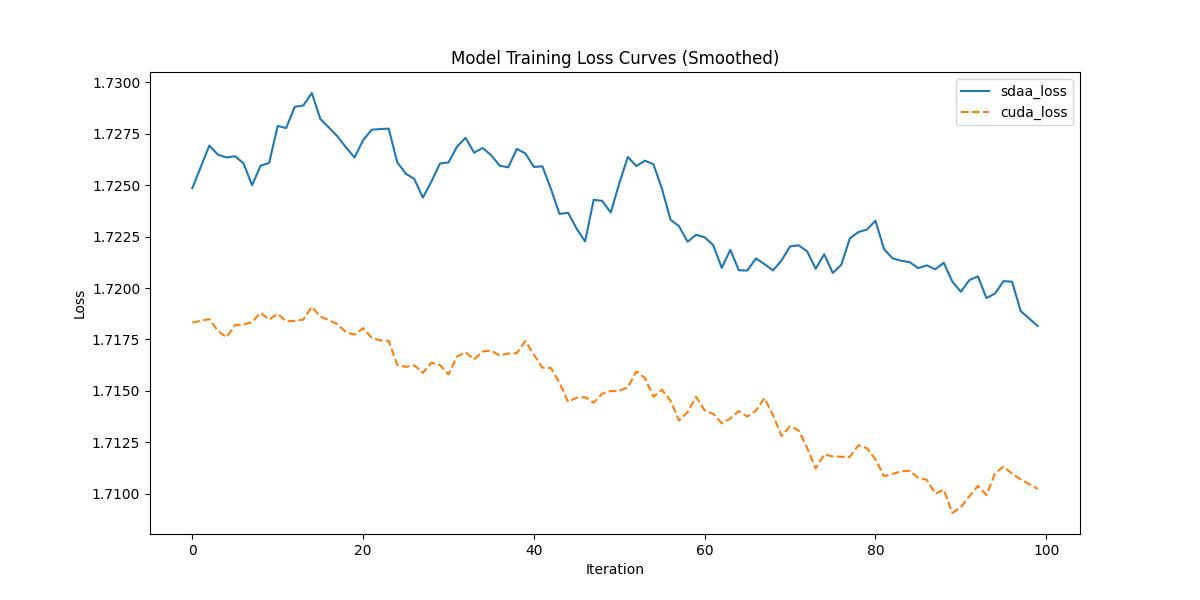 Model Training Loss Curves (Smoothed)
sdaa_loss
cuda_loss
1.7300
1.7275
1.7250
1.7225
1.7200
1.7175
1.7150
1.7125
1.7100
Loss
0 20 40 60 80 100
Iteration